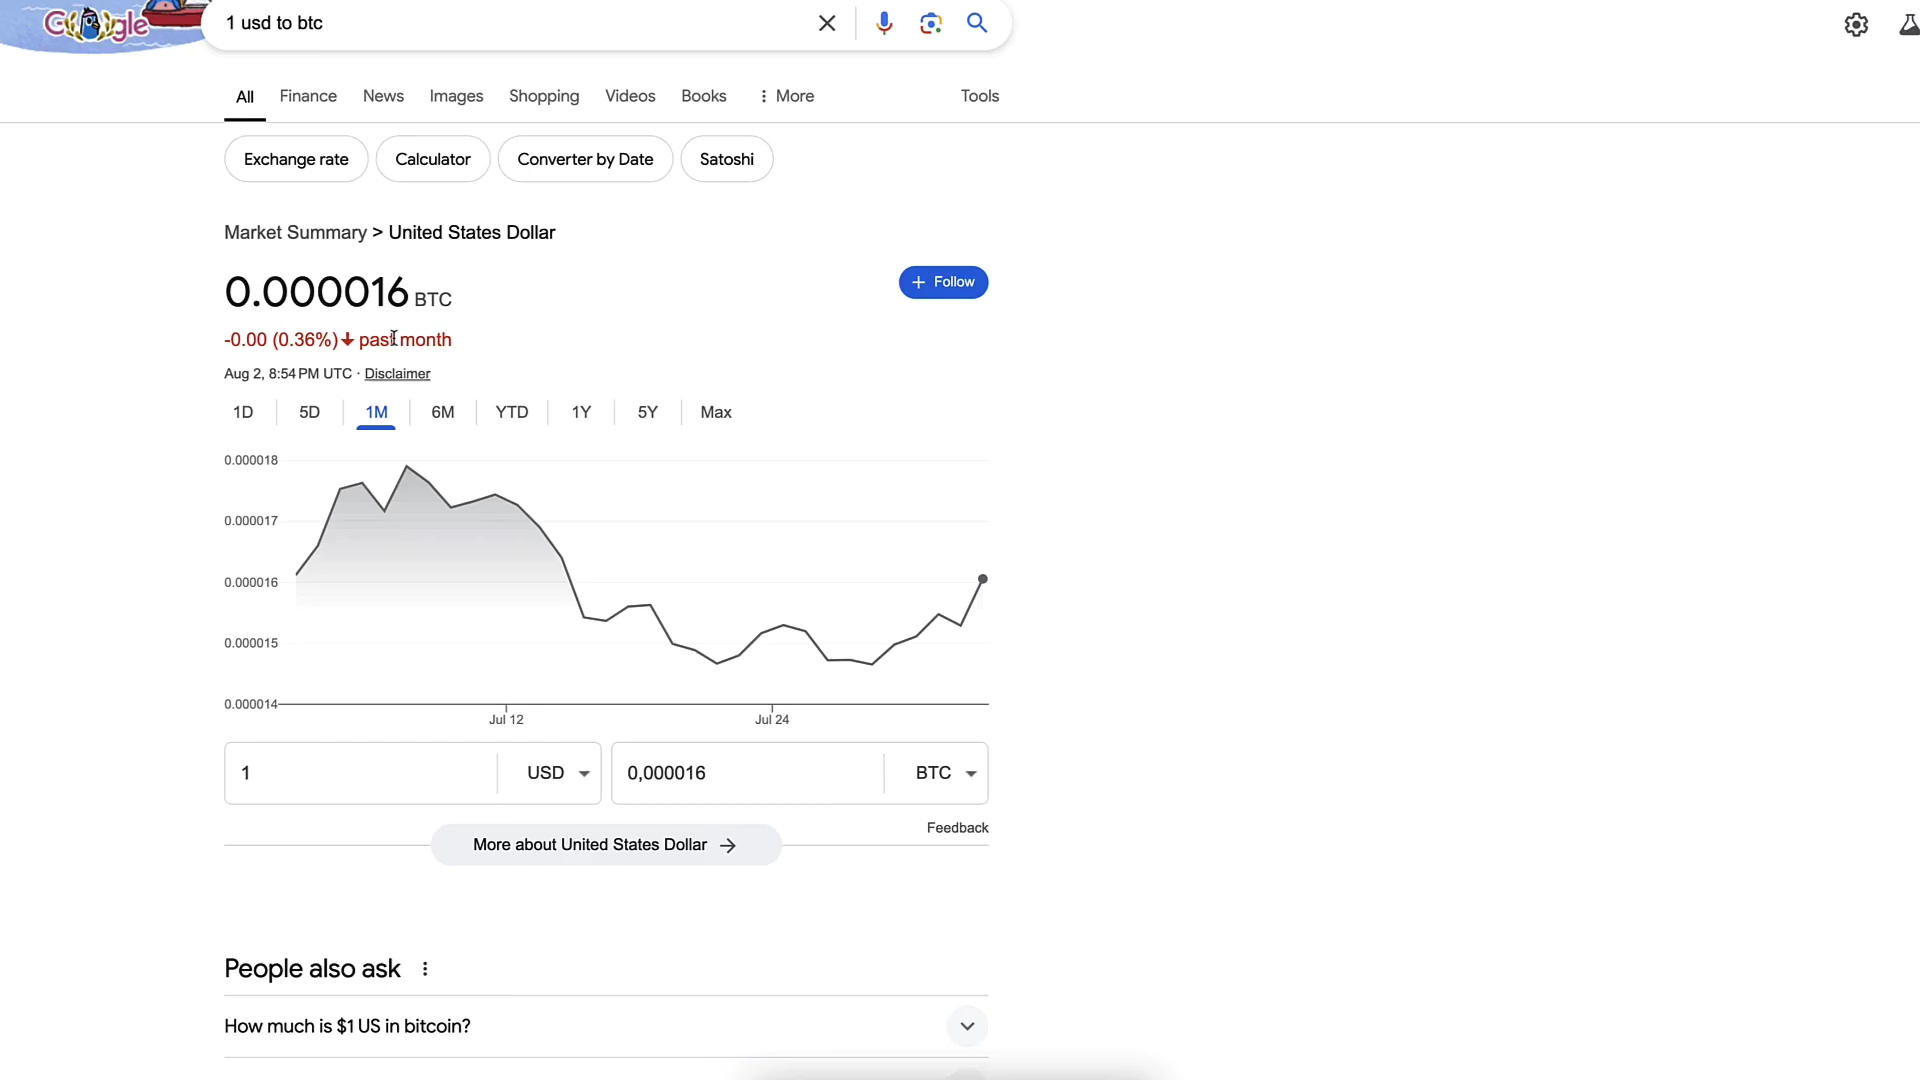 Google
1 usd to btc
All Finance News Images Shopping Videos Books More Tools
Exchange rate Calculator Converter by Date Satoshi
Market Summary > United States Dollar
0.000016 BTC
+ Follow
-0.00 (0.36%) past month
Aug 2, 8:54 PM UTC · Disclaimer
1D 5D 1M 6M YTD 1Y 5Y Max
0.000018
0.000017
0.000016
0.000015
0.000014
Jul 12 Jul 24
1 USD 0,000016 BTC
Feedback
More about United States Dollar
People also ask
How much is $1 US in bitcoin?